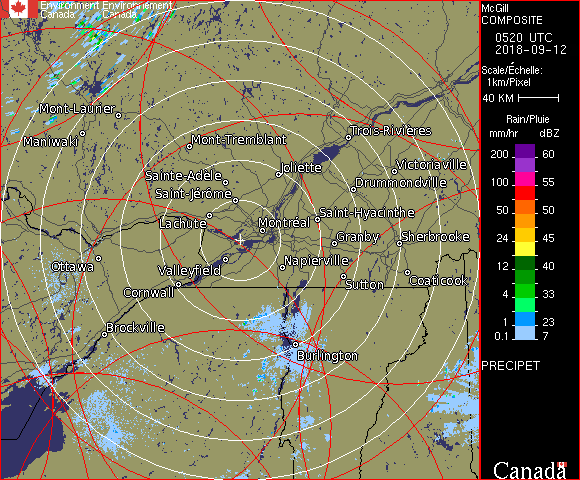 Environment Environnement
Canada Canada
McGill
COMPOSITE
0520 UTC
2018-09-12
Scale/Échelle:
1km/Pixel
40 KM
Rain/Pluie
mm/hr dBZ
200 60
100 55
50 50
24 45
12 40
4 33
1 23
0.1 7
PRECIPET
Canada
Mont-Laurier
Maniwaki
Mont-Tremblant
Trois-Rivières
Sainte-Adèle
Joliette
Victoriaville
Saint-Jérôme
Drummondville
Lachute
Montréal
Saint-Hyacinthe
Granby
Sherbrooke
Ottawa
Valleyfield
Napierville
Cornwall
Sutton
Coaticook
Brockville
Burlington